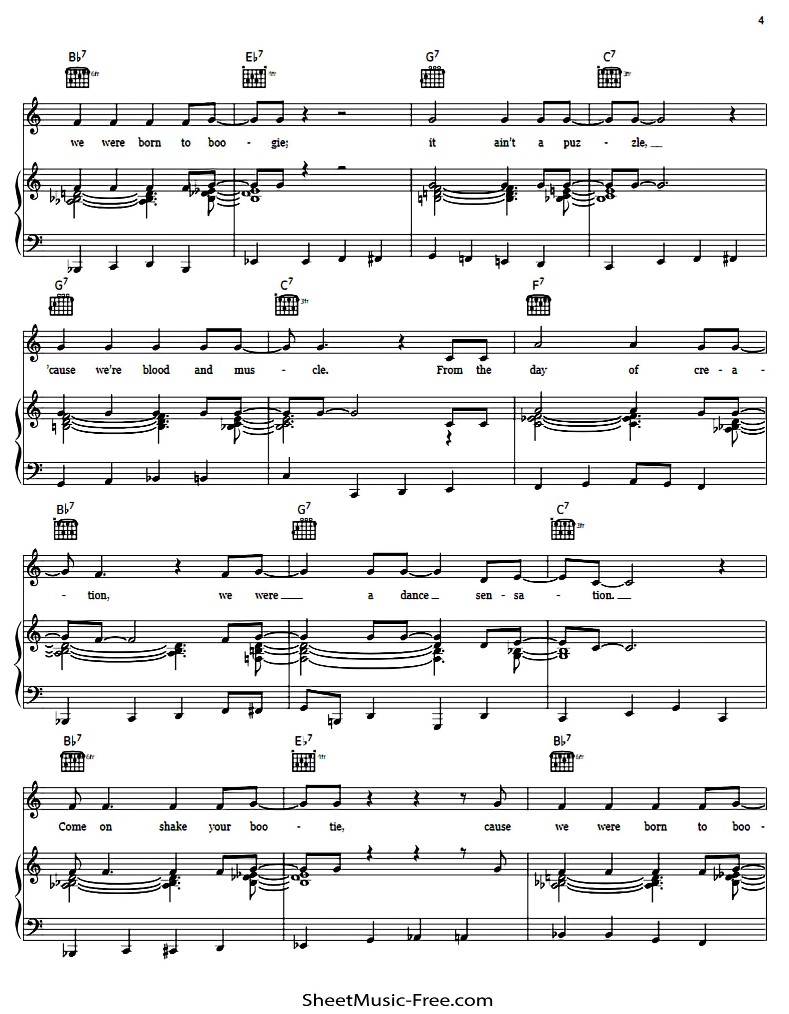 4
B♭7 E♭7 G7 C7
6fr 4fr 3fr
we were born to boo - gie; it ain't a puz - zle,
G7 C7 F7
3fr
'cause we're blood and mus - cle. From the day of cre - a -
B♭7 G7 C7
6fr 3fr
- tion, we were a dance sen - sa - tion.
B♭7 E♭7 B♭7
6fr 4fr 6fr
Come on shake your boo - tie, cause we were born to boo -
SheetMusic-Free.com